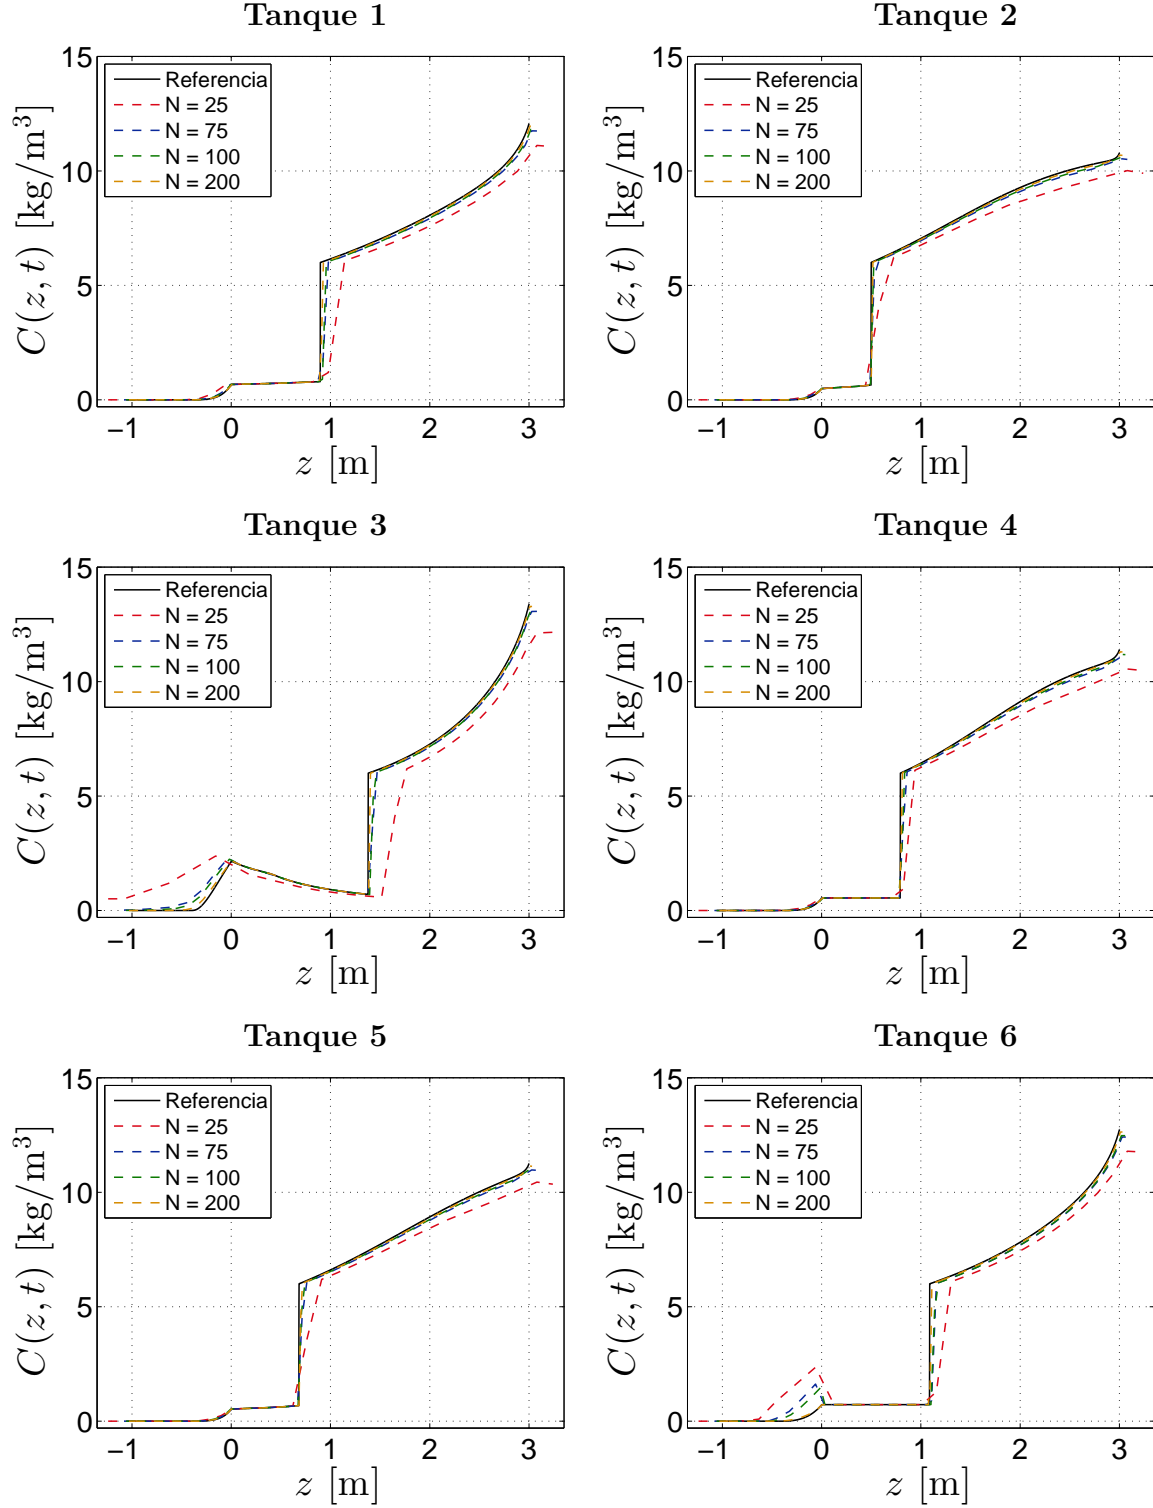 Tanque 1
15
10
5
0
C(z, t) [kg/m³]
Referencia
N = 25
N = 75
N = 100
N = 200
−1 0 1 2 3
z [m]
Tanque 2
15
10
5
0
C(z, t) [kg/m³]
Referencia
N = 25
N = 75
N = 100
N = 200
−1 0 1 2 3
z [m]
Tanque 3
15
10
5
0
C(z, t) [kg/m³]
Referencia
N = 25
N = 75
N = 100
N = 200
−1 0 1 2 3
z [m]
Tanque 4
15
10
5
0
C(z, t) [kg/m³]
Referencia
N = 25
N = 75
N = 100
N = 200
−1 0 1 2 3
z [m]
Tanque 5
15
10
5
0
C(z, t) [kg/m³]
Referencia
N = 25
N = 75
N = 100
N = 200
−1 0 1 2 3
z [m]
Tanque 6
15
10
5
0
C(z, t) [kg/m³]
Referencia
N = 25
N = 75
N = 100
N = 200
−1 0 1 2 3
z [m]